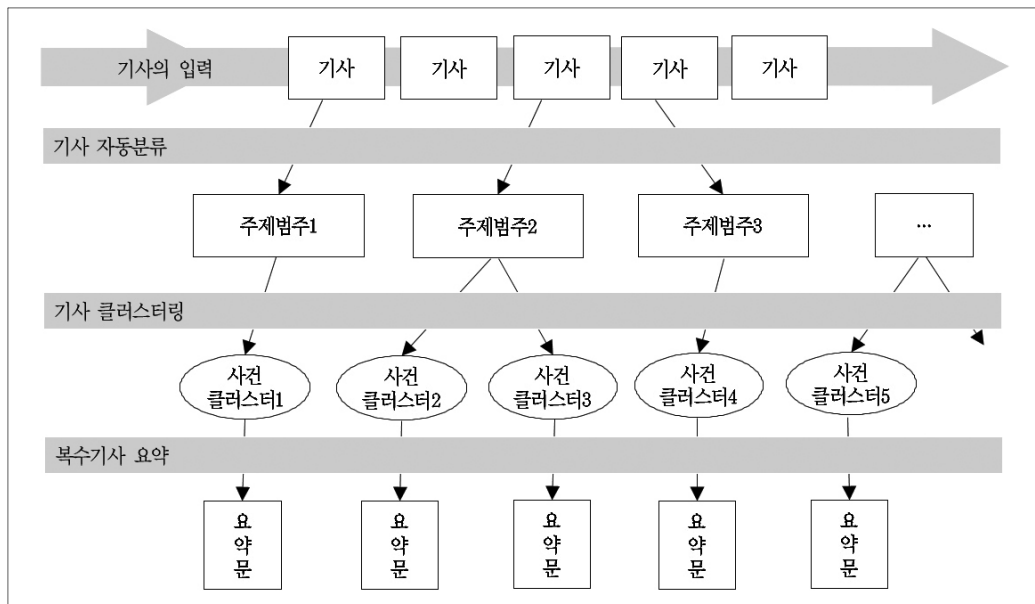 기사의 입력
기사
기사
기사
기사
기사
기사 자동분류
주제범주1
주제범주2
주제범주3
...
기사 클러스터링
사건
클러스터1
사건
클러스터2
사건
클러스터3
사건
클러스터4
사건
클러스터5
복수기사 요약
요
약
문
요
약
문
요
약
문
요
약
문
요
약
문